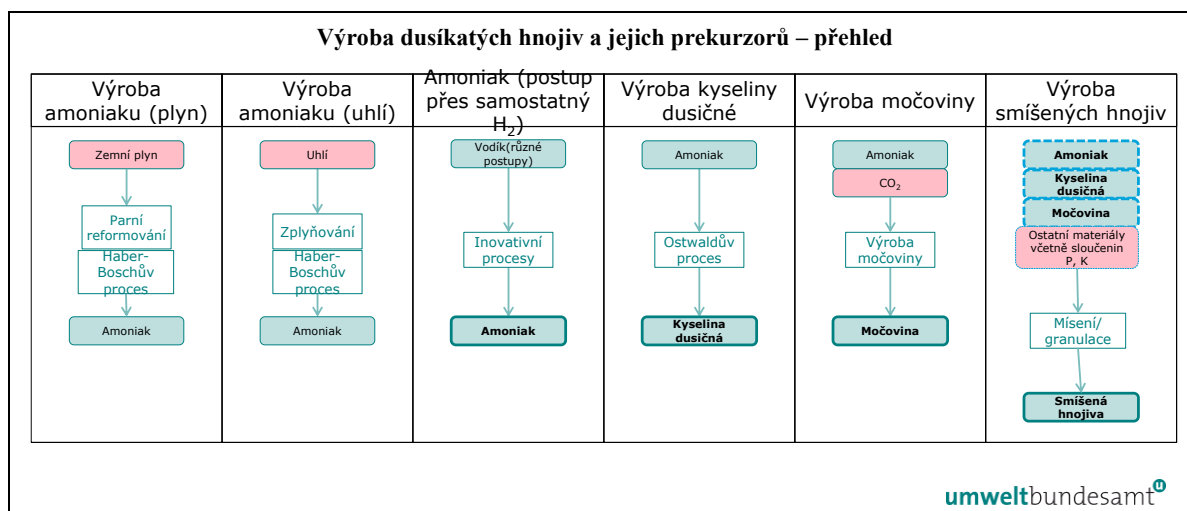 Výroba dusíkatých hnojiv a jejich prekurzorů – přehled
Výroba
amoniaku (plyn)
Zemní plyn
Parní
reformování
Haber-
Boschův
proces
Amoniak
Výroba
amoniaku (uhlí)
Uhlí
Zplyňování
Haber-
Boschův
proces
Amoniak
Amoniak (postup
přes samostatný
H₂)
Vodík(různé
postupy)
Inovativní
procesy
Amoniak
Výroba kyseliny
dusičné
Amoniak
Ostwaldův
proces
Kyselina
dusičná
Výroba močoviny
Amoniak
CO₂
Výroba
močoviny
Močovina
Výroba
smíšených hnojiv
Amoniak
Kyselina
dusičná
Močovina
Ostatní materiály
včetně sloučenin
P, K
Mísení/
granulace
Smíšená
hnojiva
umweltbundesamtᵘ